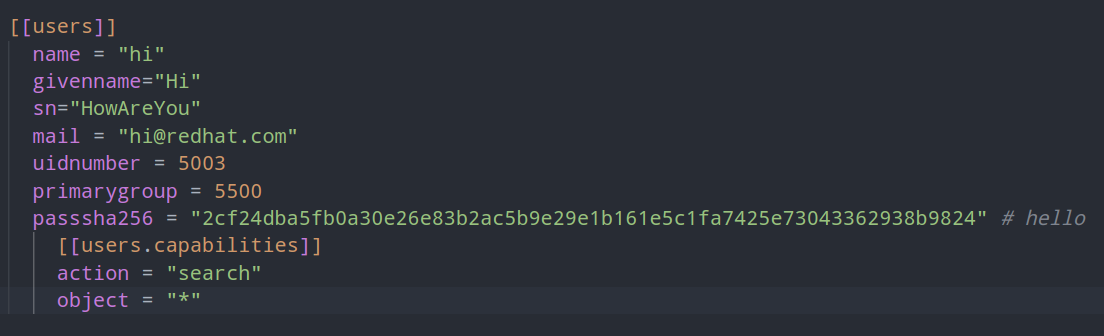 [[users]]
name = "hi"
givenname="Hi"
sn="HowAreYou"
mail = "hi@redhat.com"
uidnumber = 5003
primarygroup = 5500
passsha256 = "2cf24dba5fb0a30e26e83b2ac5b9e29e1b161e5c1fa7425e73043362938b9824" # hello
[[users.capabilities]]
action = "search"
object = "*"